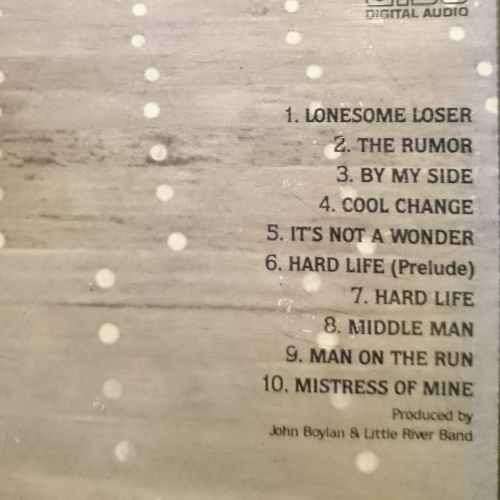 DIGITAL AUDIO
1. LONESOME LOSER
2. THE RUMOR
3. BY MY SIDE
4. COOL CHANGE
5. IT'S NOT A WONDER
6. HARD LIFE (Prelude)
7. HARD LIFE
8. MIDDLE MAN
9. MAN ON THE RUN
10. MISTRESS OF MINE
Produced by
John Boylan & Little River Band